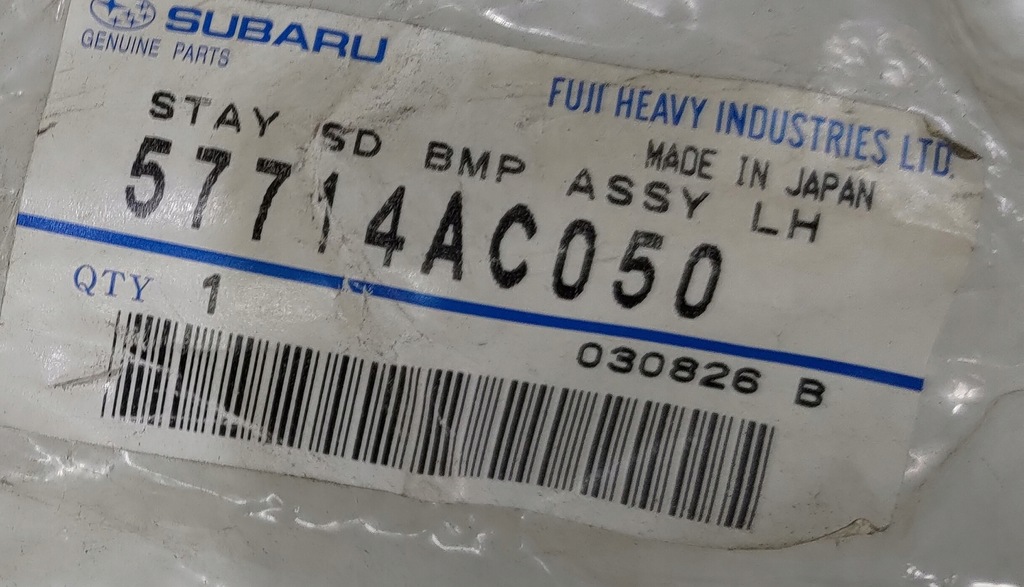 SUBARU
GENUINE PARTS
FUJI HEAVY INDUSTRIES LTD.
MADE IN JAPAN
STAY SD BMP ASSY LH
57714AC050
QTY 1
030826 B